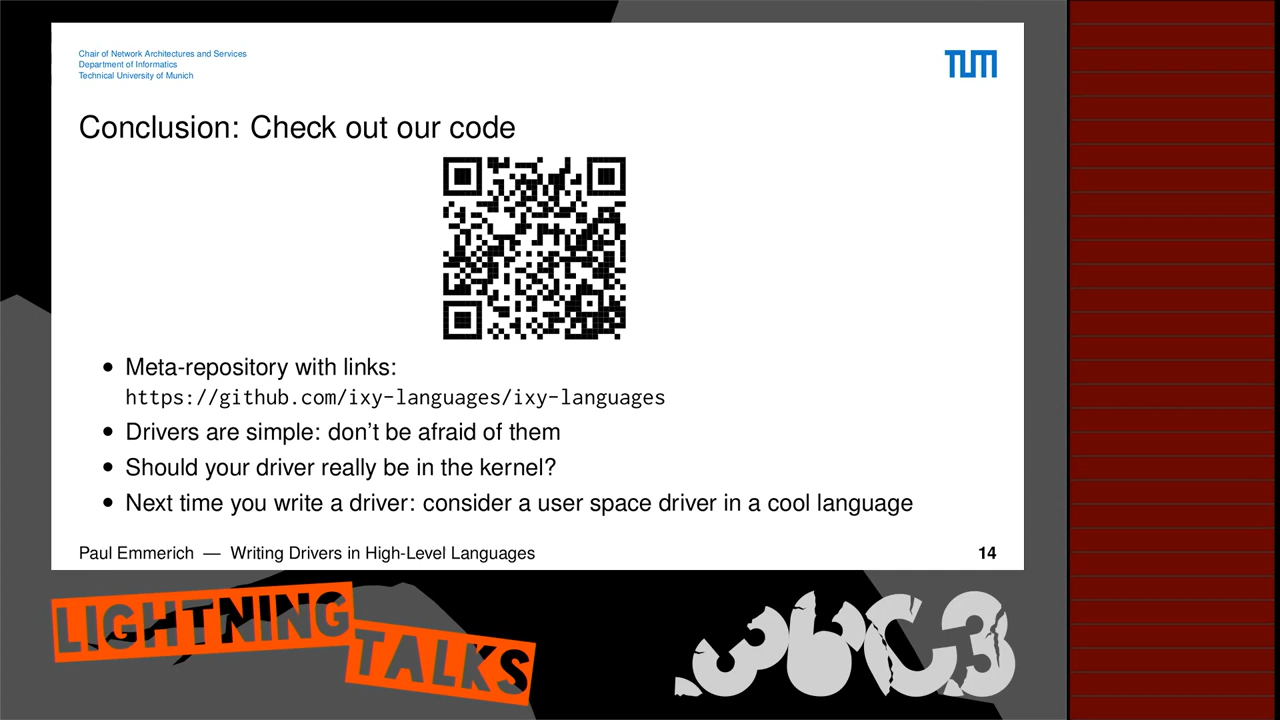 Chair of Network Architectures and Services
Department of Informatics
Technical University of Munich
TUM
Conclusion: Check out our code
• Meta-repository with links:
https://github.com/ixy-languages/ixy-languages
• Drivers are simple: don’t be afraid of them
• Should your driver really be in the kernel?
• Next time you write a driver: consider a user space driver in a cool language
Paul Emmerich — Writing Drivers in High-Level Languages
14
LIGHTNING
TALKS
36C3